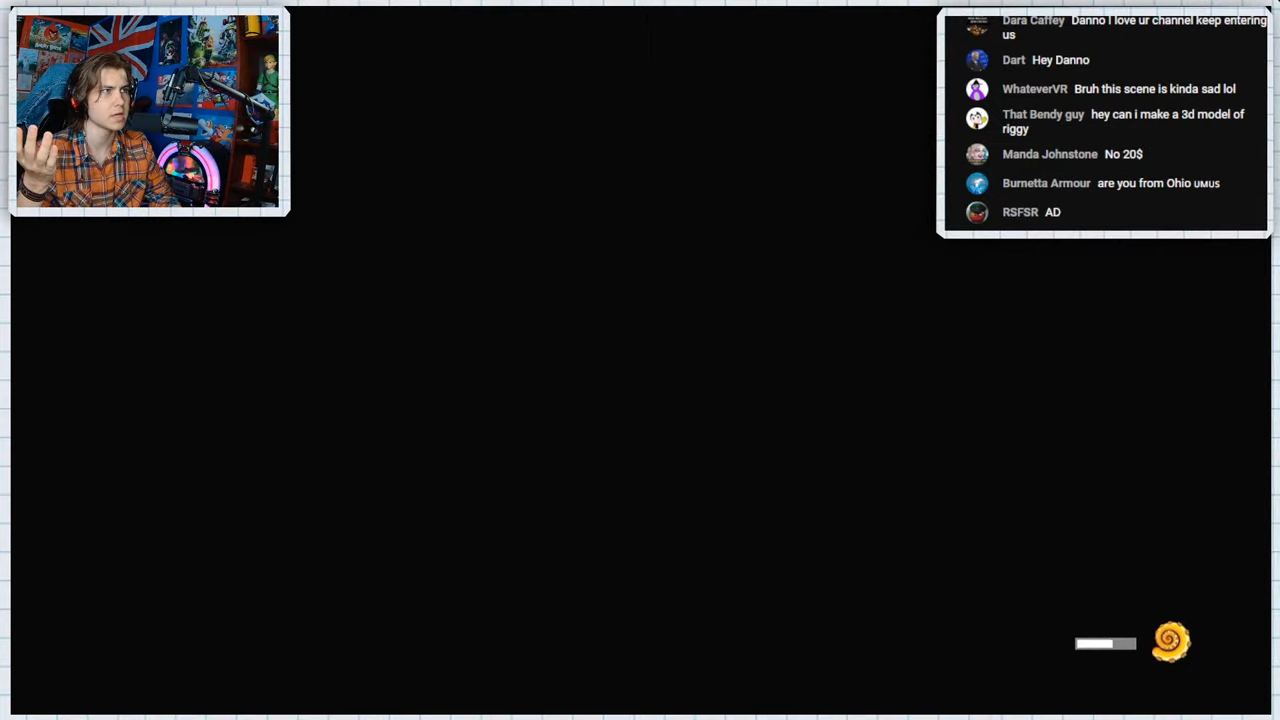 Dara Caffey Danno I love ur channel keep entering
us
Dart Hey Danno
WhateverVR Bruh this scene is kinda sad lol
That Bendy guy hey can i make a 3d model of
riggy
Manda Johnstone No 20$
Burnetta Armour are you from Ohio ᴜᴍᴜs
RSFSR AD